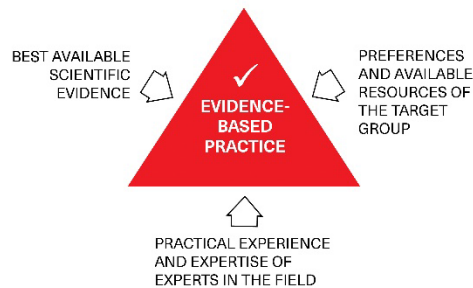 BEST AVAILABLE
SCIENTIFIC
EVIDENCE
✓
EVIDENCE-
BASED
PRACTICE
PREFERENCES
AND AVAILABLE
RESOURCES OF
THE TARGET
GROUP
PRACTICAL EXPERIENCE
AND EXPERTISE OF
EXPERTS IN THE FIELD